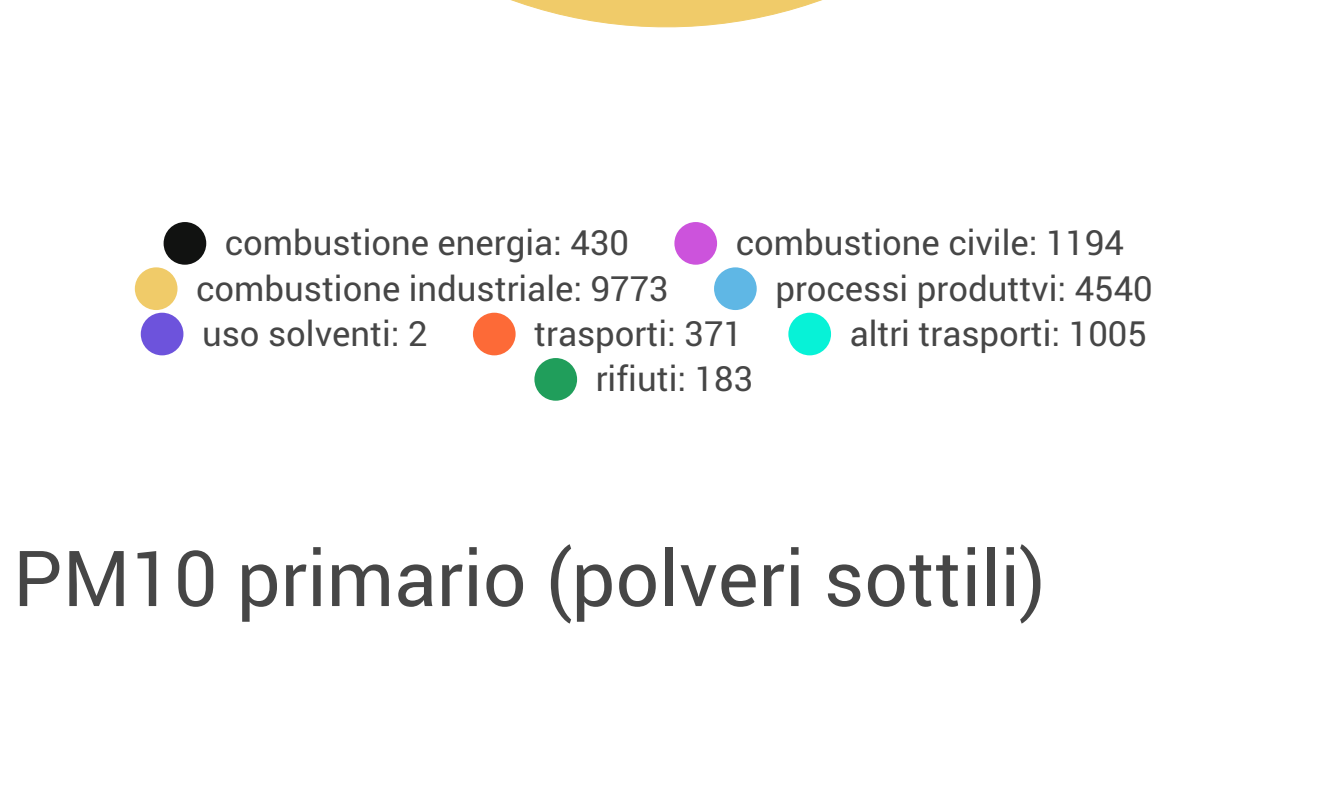 combustione energia: 430 combustione civile: 1194
combustione industriale: 9773 processi produttvi: 4540
uso solventi: 2 trasporti: 371 altri trasporti: 1005
rifiuti: 183
PM10 primario (polveri sottili)